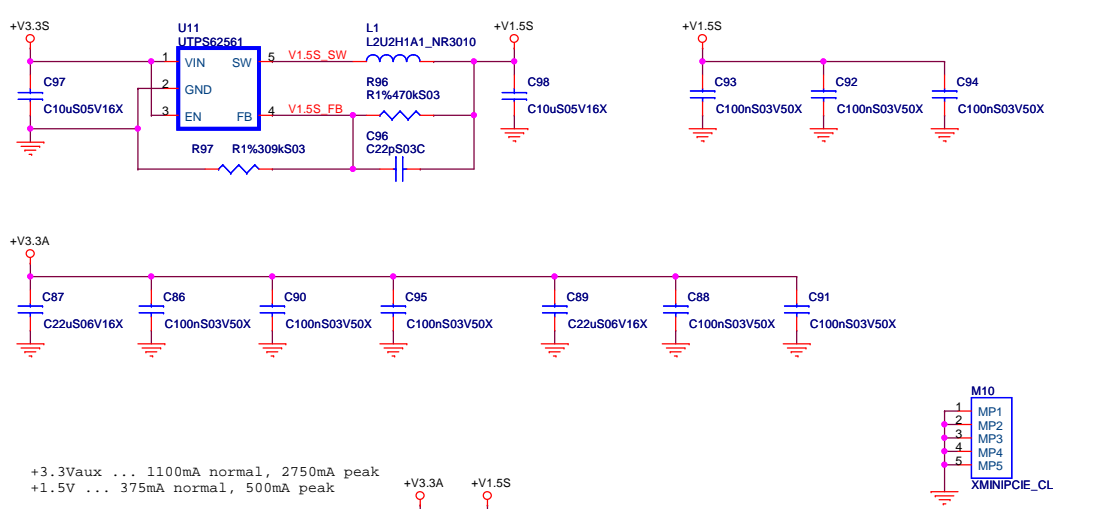 +V3.3S
U11
UTPS62561
L1
L2U2H1A1_NR3010
+V1.5S
+V1.5S
1
VIN
SW
5
V1.5S_SW
C97
C10uS05V16X
2
GND
R96
R1%470kS03
C98
C10uS05V16X
C93
C100nS03V50X
C92
C100nS03V50X
C94
C100nS03V50X
3
EN
FB
4
V1.5S_FB
C96
C22pS03C
R97
R1%309kS03
+V3.3A
C87
C22uS06V16X
C86
C100nS03V50X
C90
C100nS03V50X
C95
C100nS03V50X
C89
C22uS06V16X
C88
C100nS03V50X
C91
C100nS03V50X
M10
1
MP1
2
MP2
3
MP3
4
MP4
5
MP5
XMINIPCIE_CL
+3.3Vaux ... 1100mA normal, 2750mA peak
+1.5V ... 375mA normal, 500mA peak
+V3.3A
+V1.5S